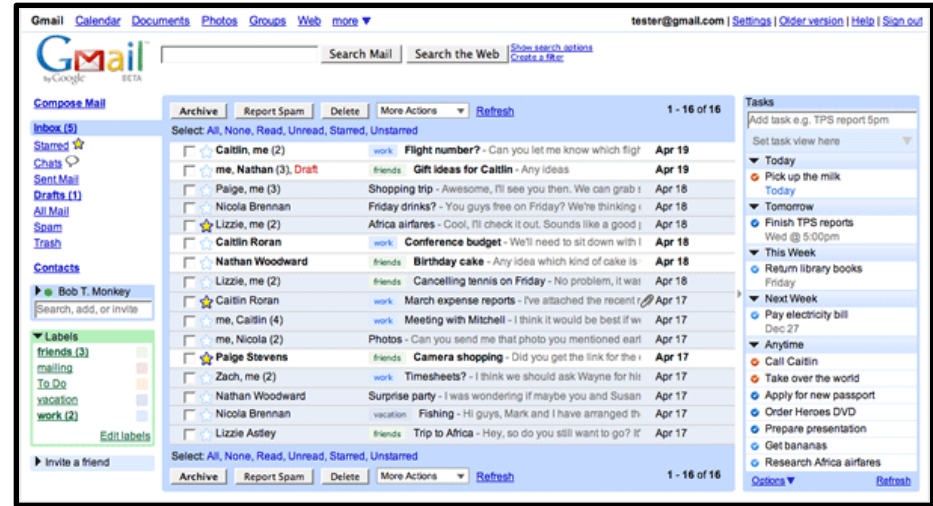 Gmail Calendar Documents Photos Groups Web more ▼ tester@gmail.com | Settings | Older version | Help | Sign out
Gmail
by Google BETA
Search Mail Search the Web Show search options
Create a filter
Compose Mail
Inbox (5)
Starred
Chats
Sent Mail
Drafts (1)
All Mail
Spam
Trash
Contacts
Bob T. Monkey
Search, add, or invite
Labels
friends (3)
mailing
To Do
vacation
work (2)
Edit labels
Invite a friend
Archive Report Spam Delete More Actions Refresh 1 - 16 of 16
Select: All, None, Read, Unread, Starred, Unstarred
Caitlin, me (2) work Flight number? - Can you let me know which fligh Apr 19
me, Nathan (3), Draft friends Gift ideas for Caitlin - Any ideas Apr 19
Paige, me (3) Shopping trip - Awesome, I'll see you then. We can grab Apr 18
Nicola Brennan Friday drinks? - You guys free on Friday? We're thinking Apr 18
Lizzie, me (2) Africa airfares - Cool, I'll check it out. Sounds like a good Apr 18
Caitlin Roran work Conference budget - We'll need to sit down with Apr 18
Nathan Woodward friends Birthday cake - Any idea which kind of cake is Apr 18
Lizzie, me (2) friends Cancelling tennis on Friday - No problem, it was Apr 18
Caitlin Roran work March expense reports - I've attached the recent Apr 17
me, Caitlin (4) work Meeting with Mitchell - I think it would be best if we Apr 17
me, Nicola (2) Photos - Can you send me that photo you mentioned earl Apr 17
Paige Stevens friends Camera shopping - Did you get the link for the Apr 17
Zach, me (2) work Timesheets? - I think we should ask Wayne for his Apr 17
Nathan Woodward Surprise party - I was wondering if maybe you and Susan Apr 17
Nicola Brennan vacation Fishing - Hi guys, Mark and I have arranged th Apr 17
Lizzie Astley friends Trip to Africa - Hey, so do you still want to go? Apr 17
Select: All, None, Read, Unread, Starred, Unstarred
Archive Report Spam Delete More Actions Refresh 1 - 16 of 16
Tasks
Add task e.g. TPS report 5pm
Set task view here
Today
Pick up the milk
Today
Tomorrow
Finish TPS reports
Wed @ 5:00pm
This Week
Return library books
Friday
Next Week
Pay electricity bill
Dec 27
Anytime
Call Caitlin
Take over the world
Apply for new passport
Order Heroes DVD
Prepare presentation
Get bananas
Research Africa airfares
Options ▼ Refresh